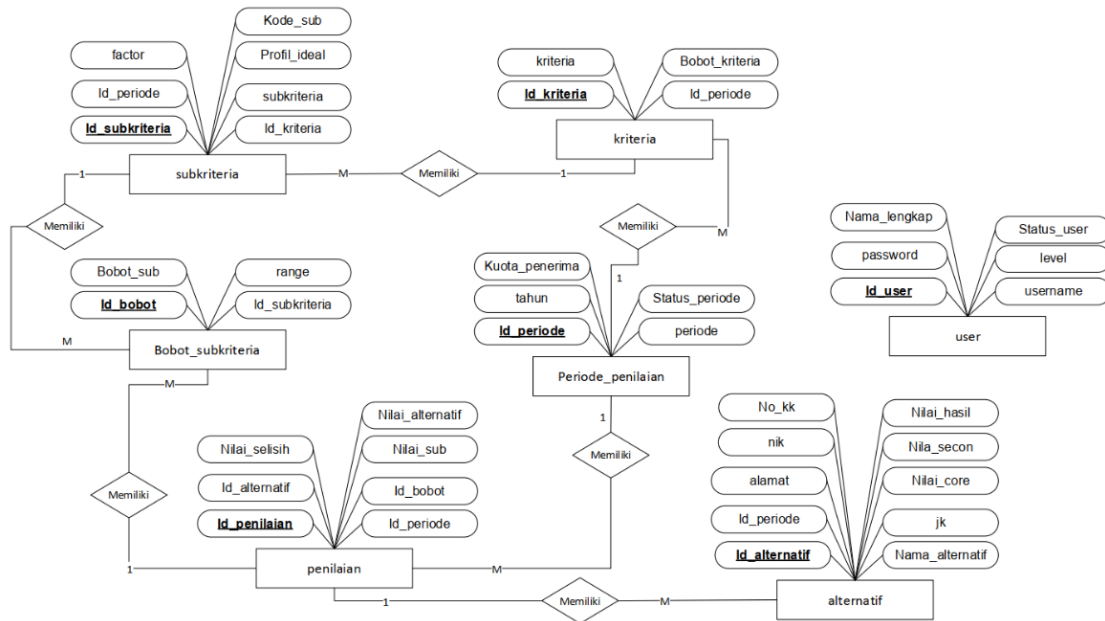 Kode_sub
factor
Profil_ideal
Id_periode
subkriteria
Id_subkriteria
Id_kriteria
subkriteria
kriteria
Bobot_kriteria
Id_kriteria
Id_periode
kriteria
M
Memiliki
1
1
Memiliki
M
Memiliki
M
1
Bobot_sub
range
Id_bobot
Id_subkriteria
Bobot_subkriteria
M
Memiliki
1
Kuota_penerima
tahun
Status_periode
Id_periode
periode
Periode_penilaian
1
Memiliki
M
Nama_lengkap
Status_user
password
level
Id_user
username
user
Nilai_alternatif
Nilai_selisih
Nilai_sub
Id_alternatif
Id_bobot
Id_penilaian
Id_periode
penilaian
1
Memiliki
M
No_kk
Nilai_hasil
nik
Nila_secon
alamat
Nilai_core
Id_periode
jk
Id_alternatif
Nama_alternatif
alternatif